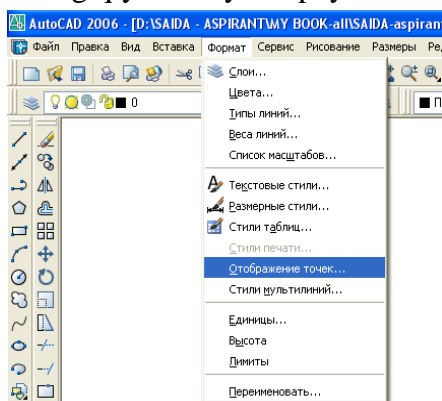 AutoCAD 2006 - [D:\SAIDA - ASPIRANT\MY BOOK-all\SAIDA-aspiran
Файл Правка Вид Вставка Формат Сервис Рисование Размеры Ре
0
Слои...
Цвета...
Типы линий...
Веса линий...
Список масштабов...
Текстовые стили...
Размерные стили...
Стили таблиц...
Стили печати...
Отображение точек...
Стили мультилиний...
Единицы...
Высота
Лимиты
Переименовать...